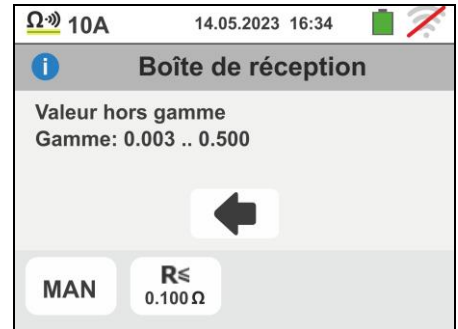 Ω 10A 14.05.2023 16:34
Boîte de réception
Valeur hors gamme
Gamme: 0.003 .. 0.500
MAN
R≤
0.100 Ω